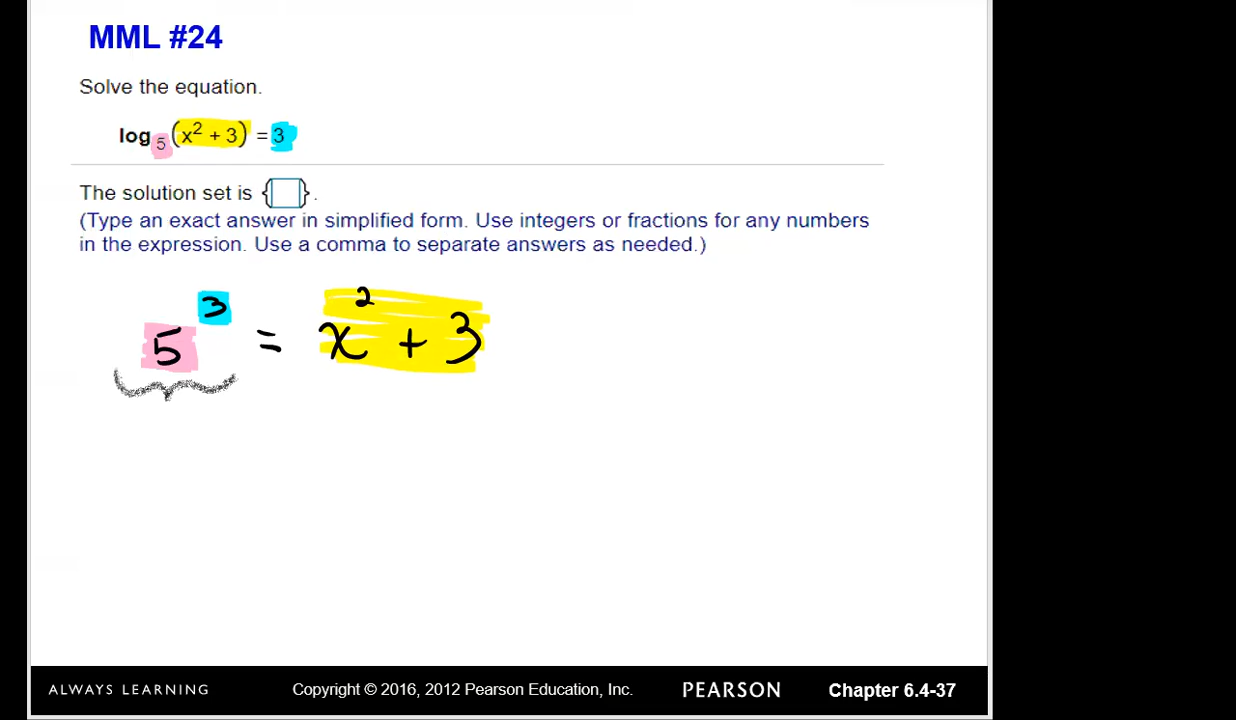 MML #24
Solve the equation.
log₅(x² + 3) = 3
The solution set is { }.
(Type an exact answer in simplified form. Use integers or fractions for any numbers
in the expression. Use a comma to separate answers as needed.)
5³ = x² + 3
ALWAYS LEARNING Copyright © 2016, 2012 Pearson Education, Inc. PEARSON Chapter 6.4-37